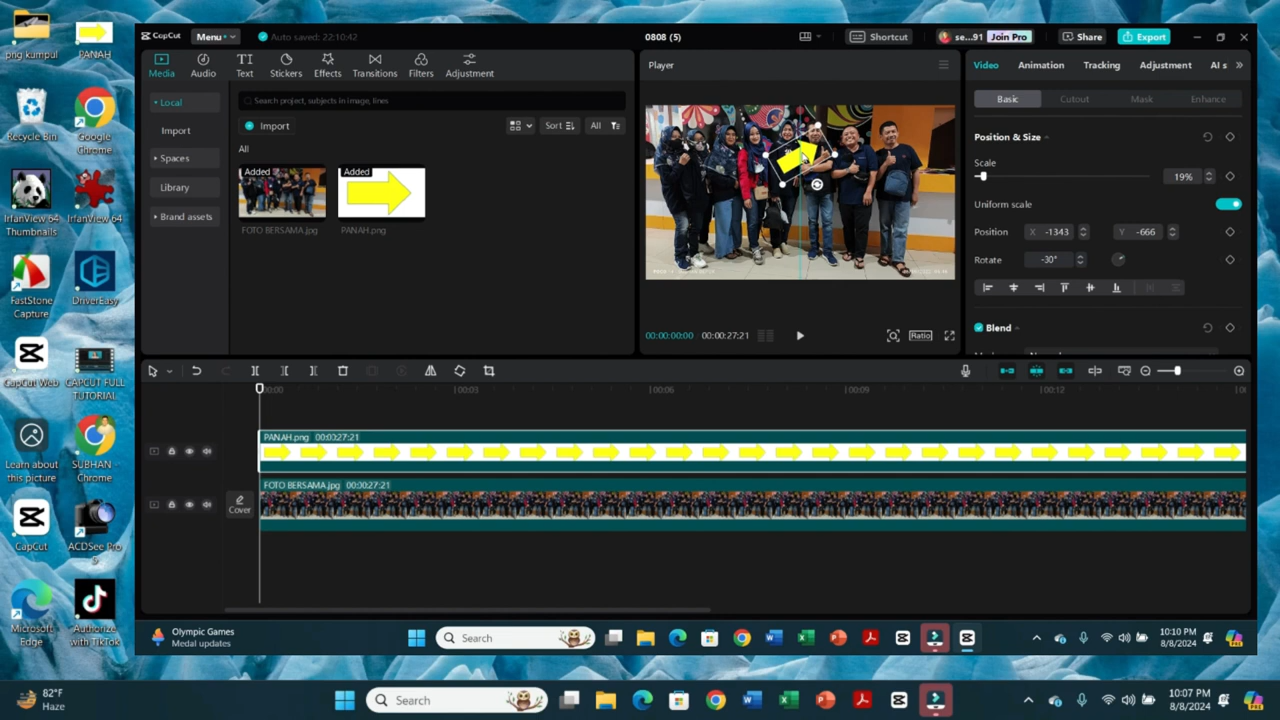 png kumpul
PANAH
Recycle Bin
Google Chrome
IrfanView 64 Thumbnails
IrfanView 64
FastStone Capture
DriverEasy
CapCut Web
CAPCUT FULL TUTORIAL
Learn about this picture
SUBHAN - Chrome
CapCut
ACDSee Pro 5
Microsoft Edge
Authorize with TikTok
CapCut
Menu
Auto saved: 22:10:42
0808 (5)
Shortcut
se...91
Join Pro
Share
Export
Media
Audio
Text
Stickers
Effects
Transitions
Filters
Adjustment
Local
Import
Spaces
Library
Brand assets
Search project, subjects in image, lines
Import
Sort
All
All
Added
FOTO BERSAMA.jpg
Added
PANAH.png
Player
00:00:00:00
00:00:27:21
Ratio
Video
Animation
Tracking
Adjustment
AI s
Basic
Cutout
Mask
Enhance
Position & Size
Scale
19%
Uniform scale
Position
X -1343
Y -666
Rotate
-30°
Blend
00:00
00:03
00:06
00:09
00:12
PANAH.png 00:00:27:21
Cover
FOTO BERSAMA.jpg 00:00:27:21
Olympic Games
Medal updates
Search
10:10 PM
8/8/2024
82°F
Haze
Search
10:07 PM
8/8/2024